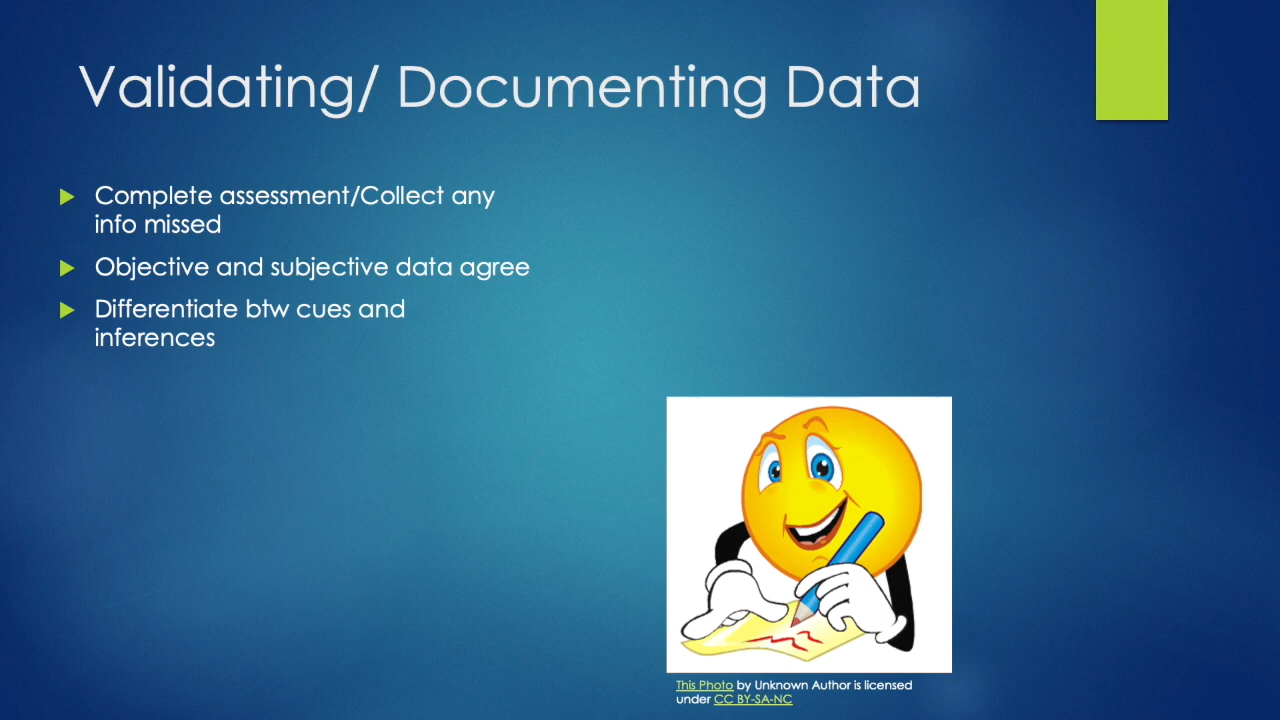 Validating/ Documenting Data
Complete assessment/Collect any
info missed
Objective and subjective data agree
Differentiate btw cues and
inferences
This Photo by Unknown Author is licensed
under CC BY-SA-NC